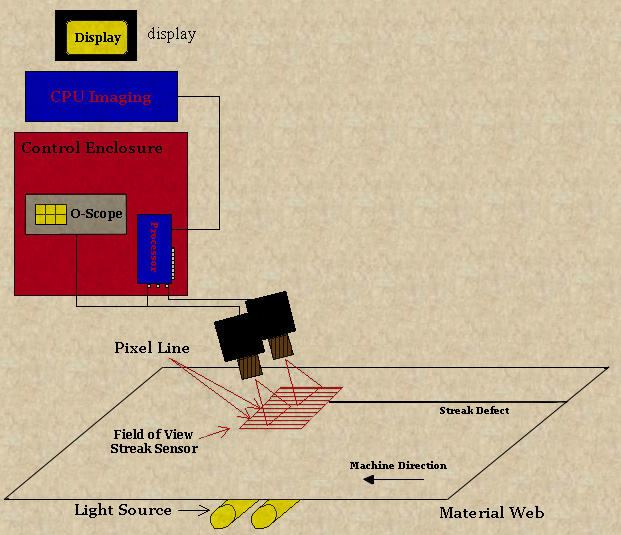 Display
display
CPU Imaging
Control Enclosure
O-Scope
Processor
Pixel Line
Streak Defect
Field of View
Streak Sensor
Machine Direction
Light Source
Material Web